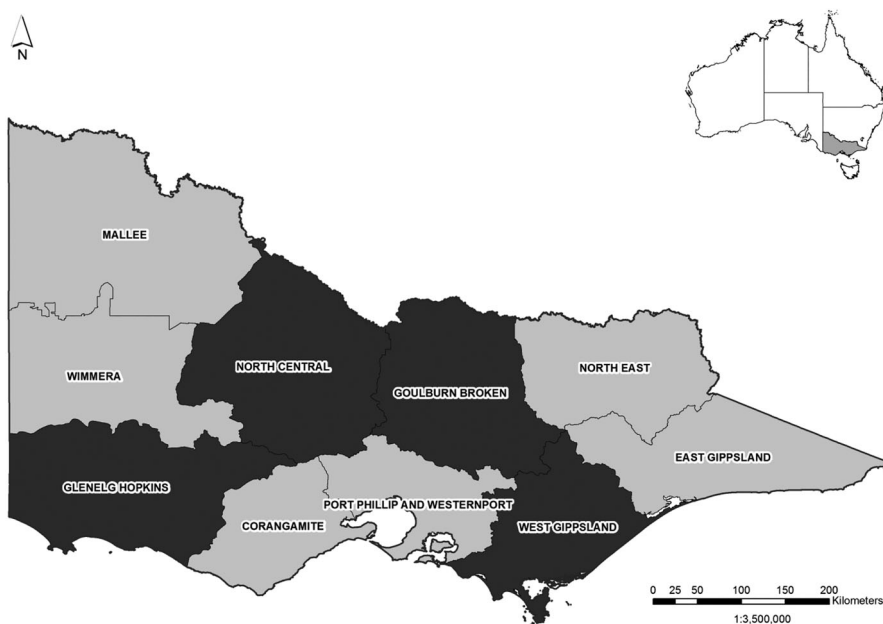 N
MALLEE
WIMMERA
NORTH CENTRAL
GOULBURN BROKEN
NORTH EAST
EAST GIPPSLAND
GLENELG HOPKINS
CORANGAMITE
PORT PHILLIP AND WESTERNPORT
WEST GIPPSLAND
0 25 50 100 150 200
Kilometers
1:3,500,000